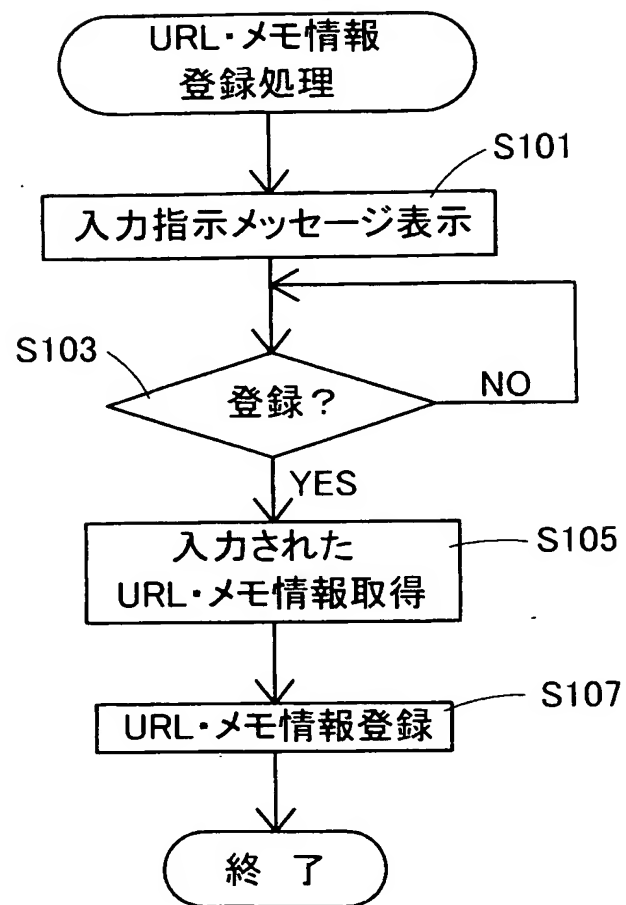 URL・メモ情報
登録処理
S101
入力指示メッセージ表示
S103
登録?
NO
YES
入力された
URL・メモ情報取得
S105
S107
URL・メモ情報登録
終 了